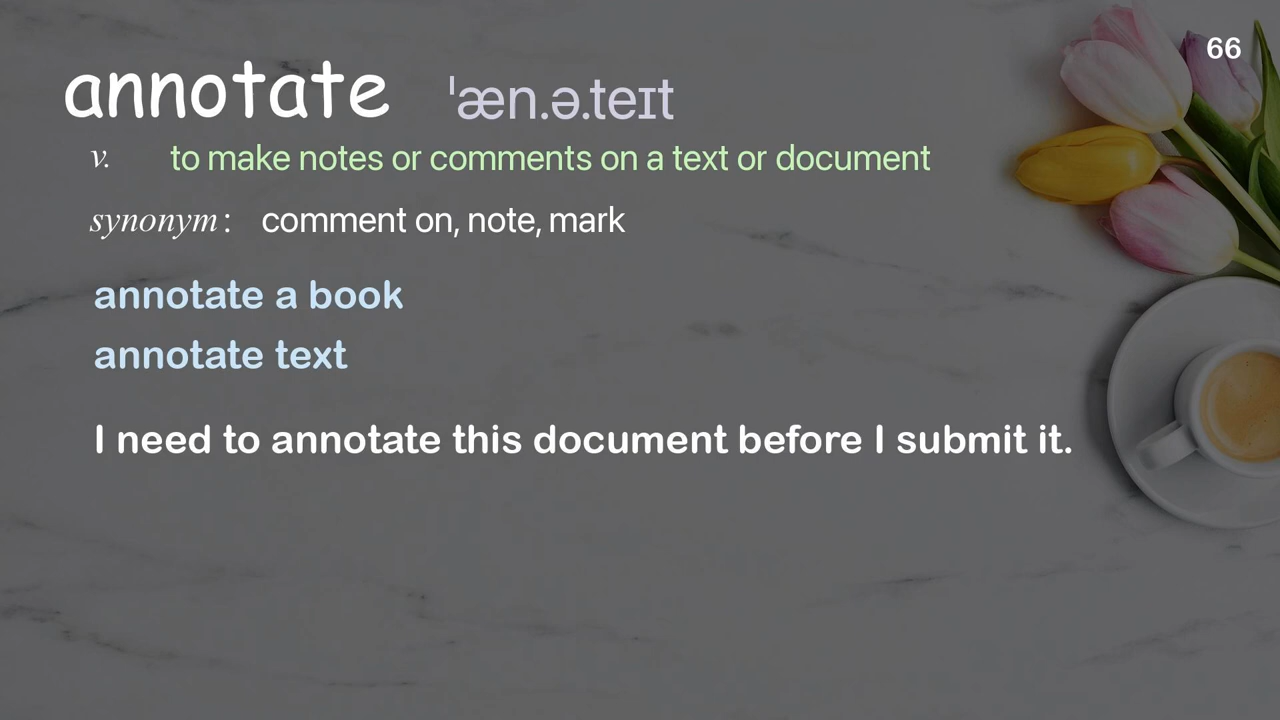 66
annotate ˈæn.ə.teɪt
v. to make notes or comments on a text or document
synonym: comment on, note, mark
annotate a book
annotate text
I need to annotate this document before I submit it.